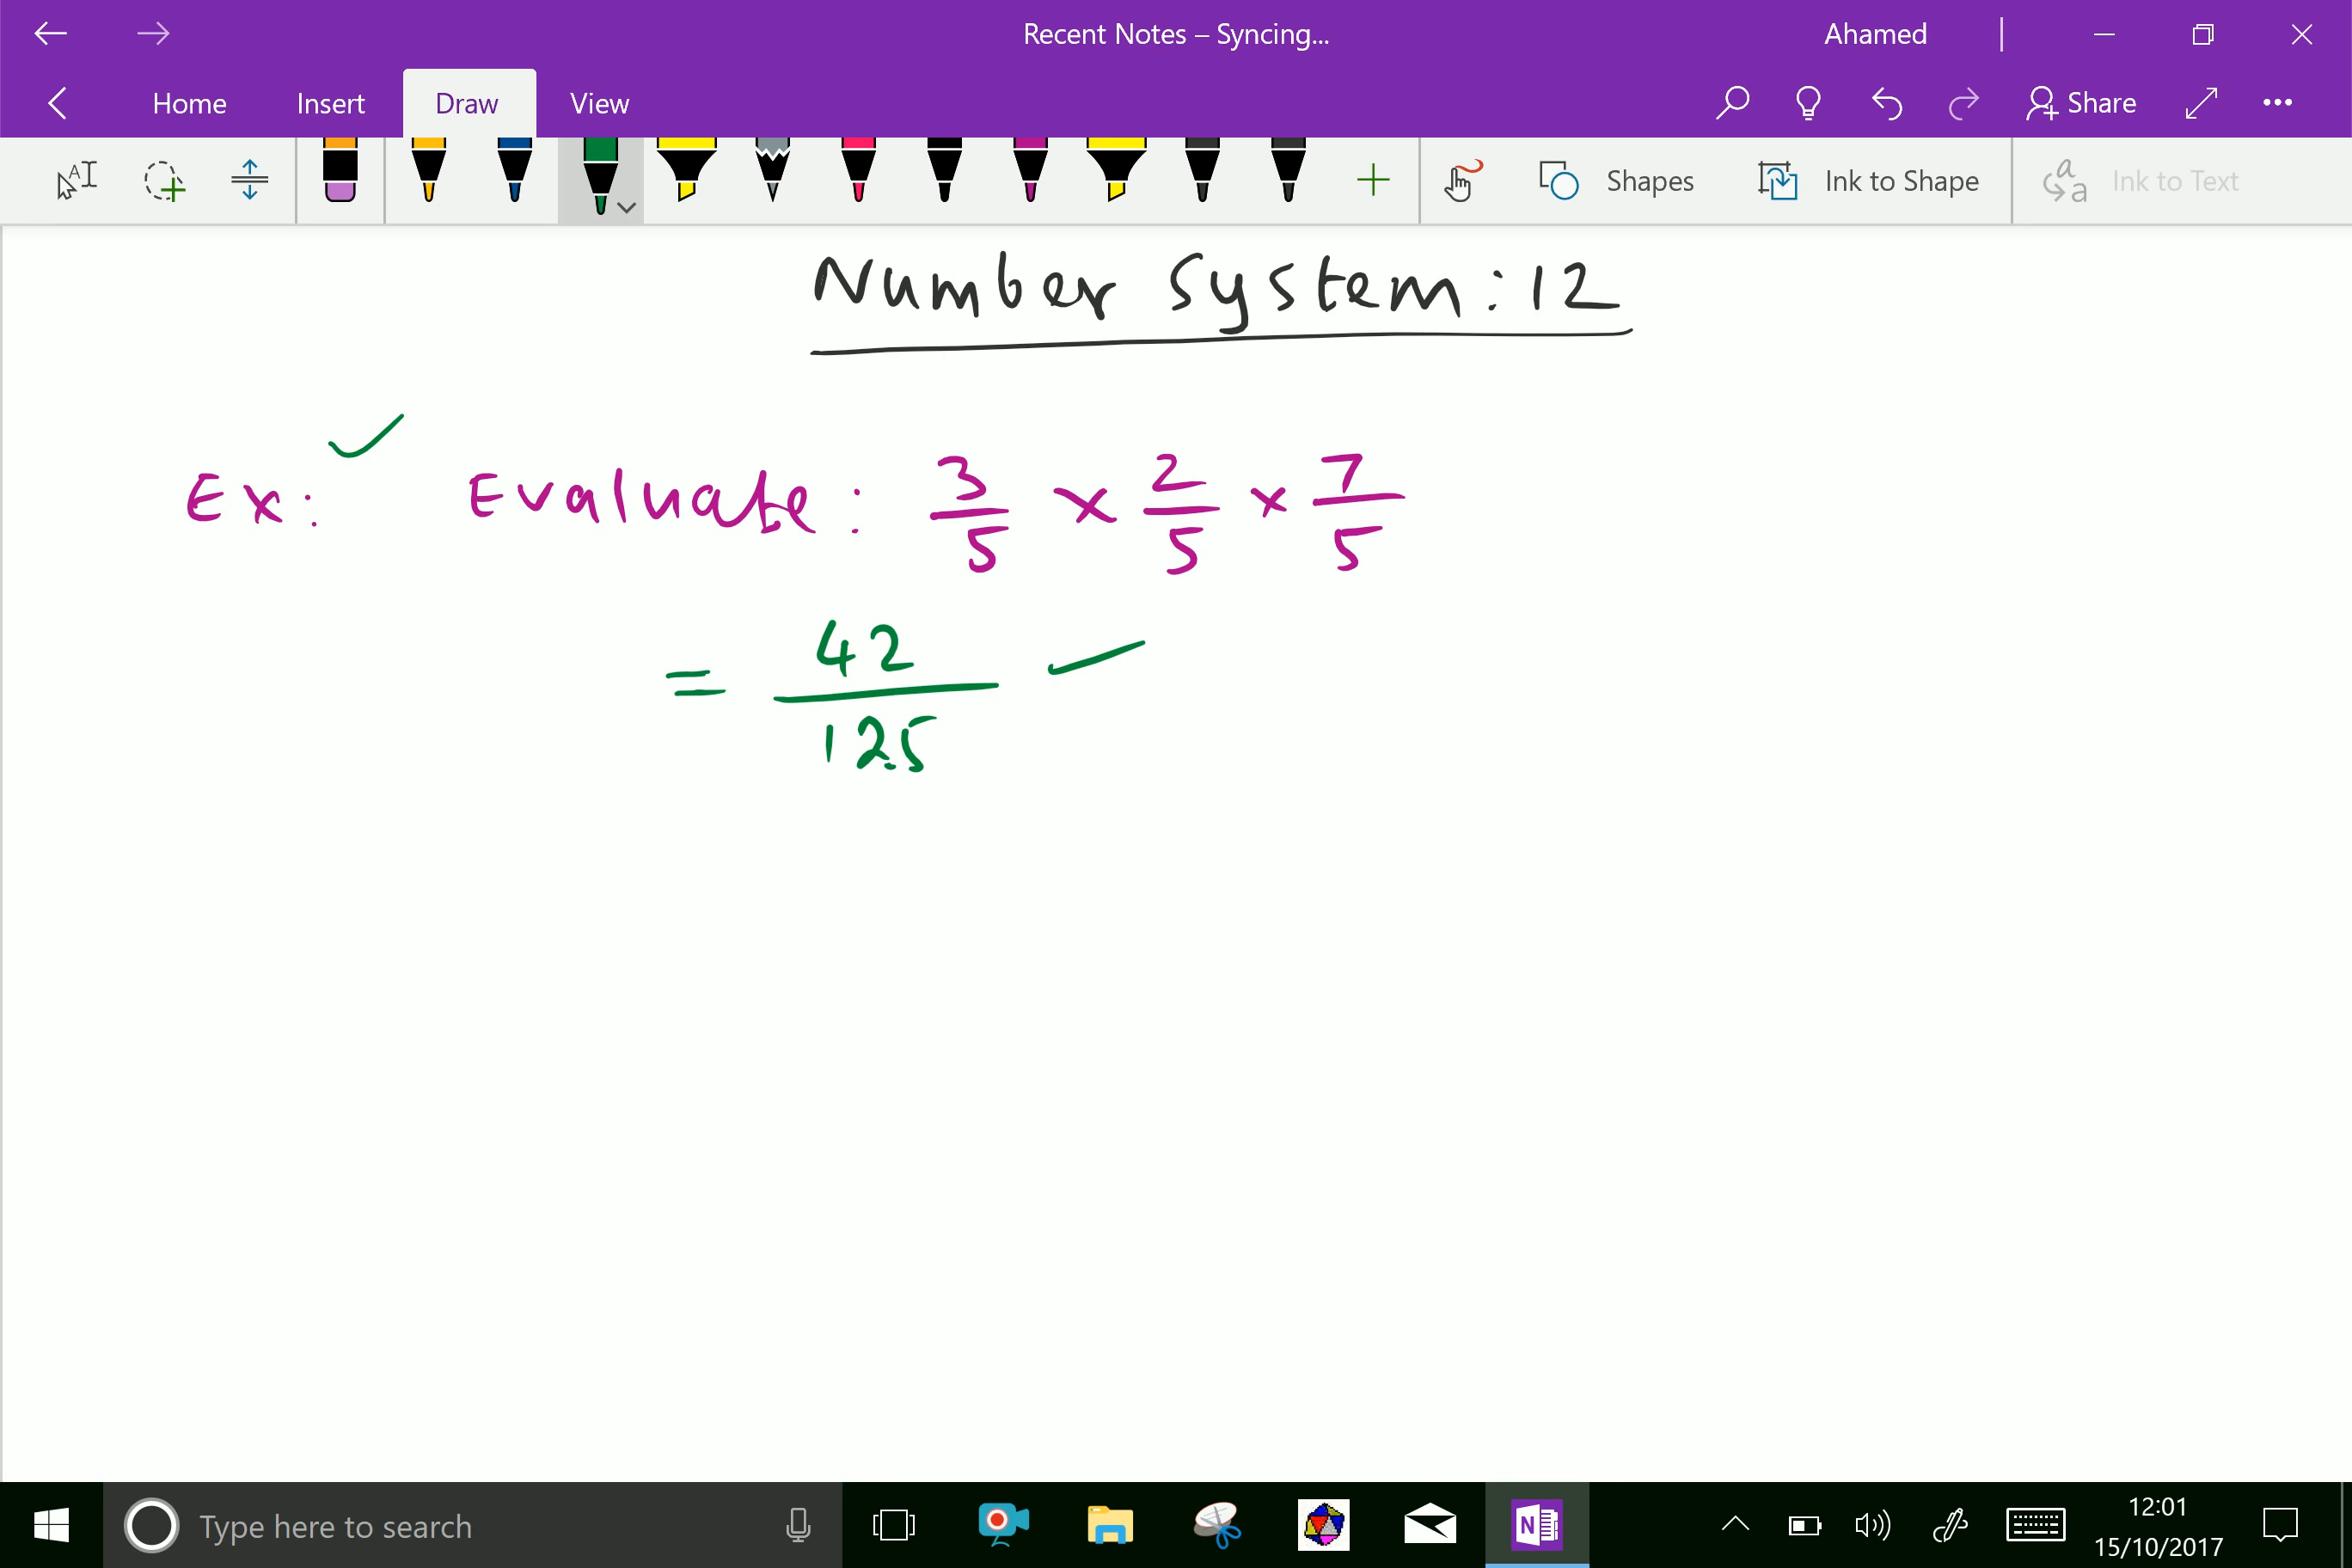 Recent Notes – Syncing...
Ahamed
Home Insert Draw View
Share
Shapes
Ink to Shape
Ink to Text
Number System: 12
Ex: Evaluate: 3/5 × 2/5 × 7/5
= 42/125
Type here to search
12:01
15/10/2017